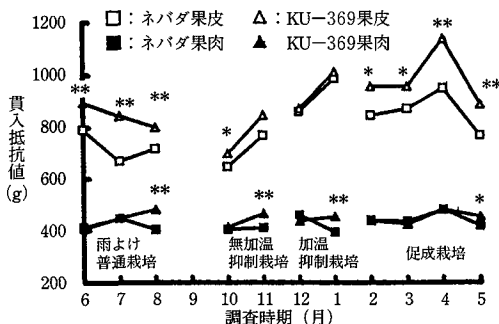 □：ネバダ果皮 △：KU－369果皮
■：ネバダ果肉 ▲：KU－369果肉
1200
1000
800
600
400
200
貫入抵抗値
(g)
** ** **
* 
* * ** **
**
** ** *
雨よけ
普通栽培
無加温
抑制栽培
加温
抑制栽培
促成栽培
6 7 8 9 10 11 12 1 2 3 4 5
調査時期（月）